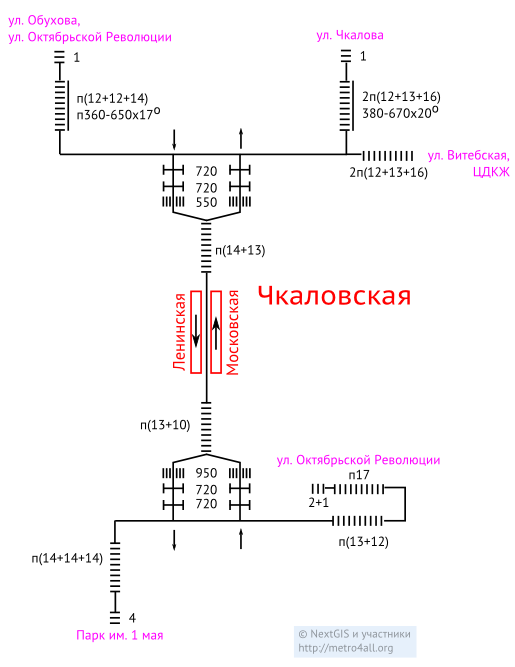 ул. Обухова,
ул. Октябрьской Революции
ул. Чкалова
1
1
п(12+12+14)
п360-650х17º
2п(12+13+16)
380-670х20º
ул. Витебская,
ЦДКЖ
2п(12+13+16)
720
720
550
п(14+13)
Чкаловская
Ленинская
Московская
п(13+10)
ул. Октябрьской Революции
950
п17
720
2+1
720
п(13+12)
п(14+14+14)
4
Парк им. 1 мая
© NextGIS и участники
http://metro4all.org